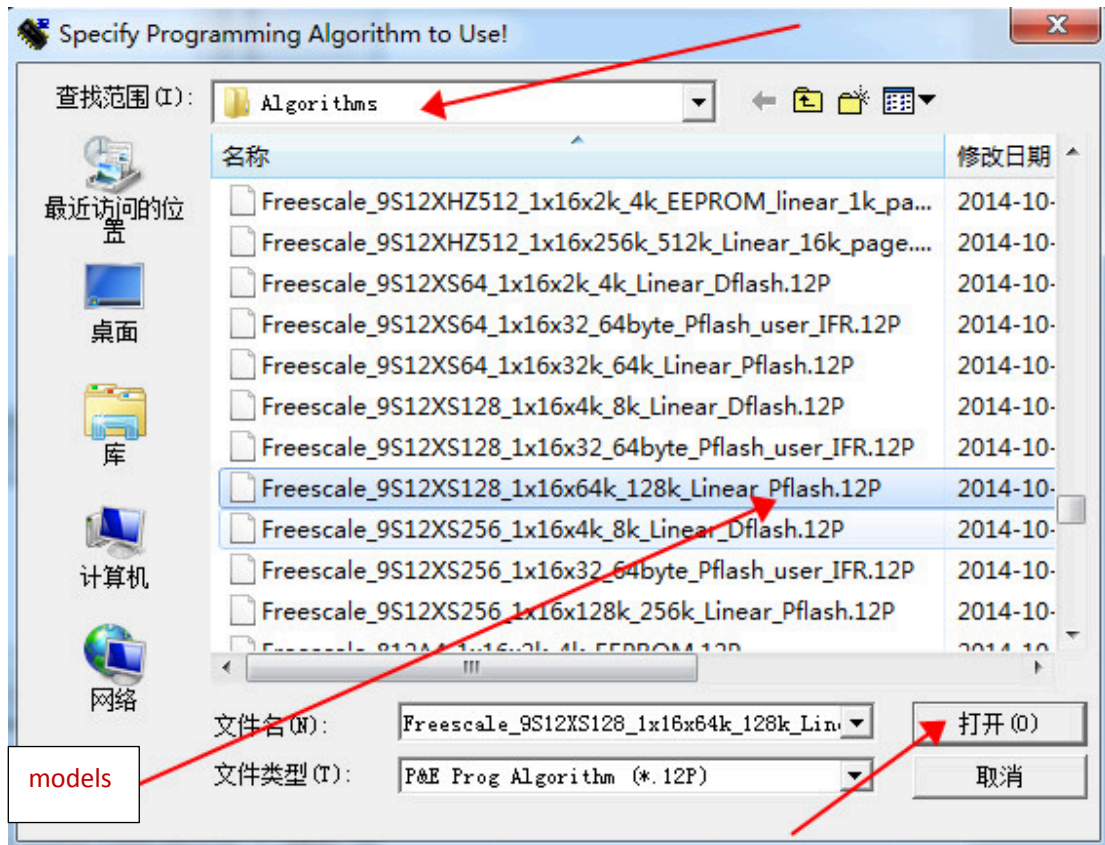 Specify Programming Algorithm to Use!
查找范围(I): Algorithms
名称 修改日期
最近访问的位置
桌面
库
计算机
网络
Freescale_9S12XHZ512_1x16x2k_4k_EEPROM_linear_1k_pa... 2014-10-
Freescale_9S12XHZ512_1x16x256k_512k_Linear_16k_page.... 2014-10-
Freescale_9S12XS64_1x16x2k_4k_Linear_Dflash.12P 2014-10-
Freescale_9S12XS64_1x16x32_64byte_Pflash_user_IFR.12P 2014-10-
Freescale_9S12XS64_1x16x32k_64k_Linear_Pflash.12P 2014-10-
Freescale_9S12XS128_1x16x4k_8k_Linear_Dflash.12P 2014-10-
Freescale_9S12XS128_1x16x32_64byte_Pflash_user_IFR.12P 2014-10-
Freescale_9S12XS128_1x16x64k_128k_Linear_Pflash.12P 2014-10-
Freescale_9S12XS256_1x16x4k_8k_Linear_Dflash.12P 2014-10-
Freescale_9S12XS256_1x16x32_64byte_Pflash_user_IFR.12P 2014-10-
Freescale_9S12XS256_1x16x128k_256k_Linear_Pflash.12P 2014-10-
文件名(N): Freescale_9S12XS128_1x16x64k_128k_Lin 打开(O)
文件类型(T): P&E Prog Algorithm (*.12P) 取消
models